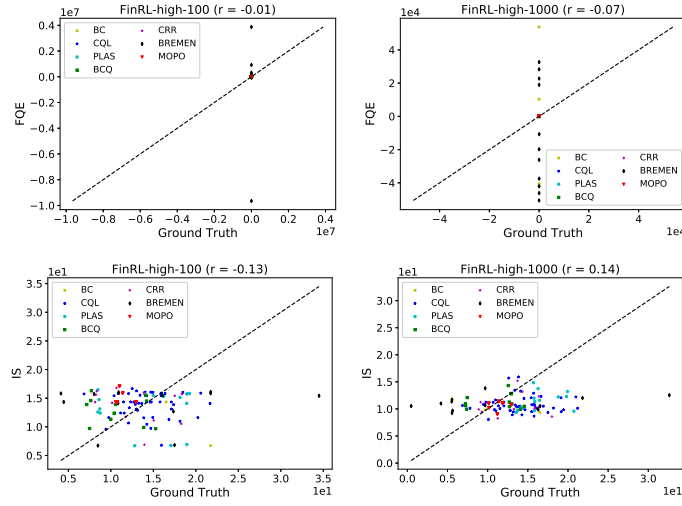 FinRL-high-100 (r = -0.01)
1e7
0.4
0.2
0.0
−0.2
−0.4
−0.6
−0.8
−1.0
FQE
BC
CQL
PLAS
BCQ
CRR
BREMEN
MOPO
−1.0 −0.8 −0.6 −0.4 −0.2 0.0 0.2 0.4
Ground Truth
1e7
FinRL-high-1000 (r = -0.07)
1e4
4
2
0
−2
−4
FQE
BC
CQL
PLAS
BCQ
CRR
BREMEN
MOPO
−4 −2 0 2 4
Ground Truth
1e4
FinRL-high-100 (r = -0.13)
1e1
3.5
3.0
2.5
2.0
1.5
1.0
0.5
IS
BC
CQL
PLAS
BCQ
CRR
BREMEN
MOPO
0.5 1.0 1.5 2.0 2.5 3.0 3.5
Ground Truth
1e1
FinRL-high-1000 (r = 0.14)
1e1
3.0
2.5
2.0
1.5
1.0
0.5
0.0
IS
BC
CQL
PLAS
BCQ
CRR
BREMEN
MOPO
0.0 0.5 1.0 1.5 2.0 2.5 3.0
Ground Truth
1e1